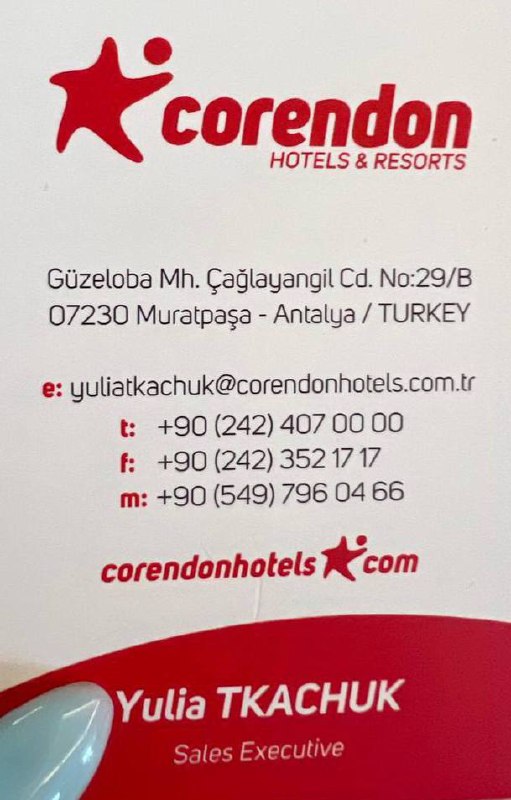 corendon
HOTELS & RESORTS
Güzeloba Mh. Çağlayangil Cd. No:29/B
07230 Muratpaşa - Antalya / TURKEY
e: yuliatkachuk@corendonhotels.com.tr
t: +90 (242) 407 00 00
f: +90 (242) 352 17 17
m: +90 (549) 796 04 66
corendonhotels com
Yulia TKACHUK
Sales Executive